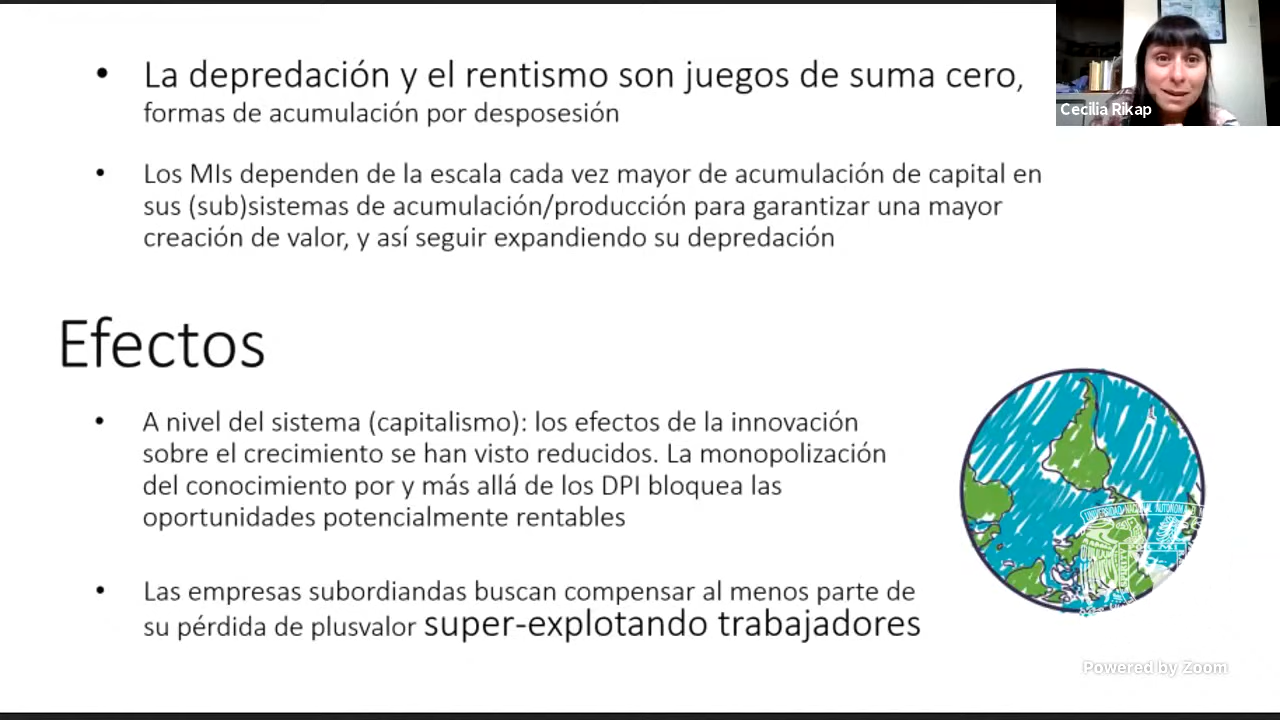 La depredación y el rentismo son juegos de suma cero,
formas de acumulación por desposesión
Los MIs dependen de la escala cada vez mayor de acumulación de capital en
sus (sub)sistemas de acumulación/producción para garantizar una mayor
creación de valor, y así seguir expandiendo su depredación
Cecilia Rikap
Efectos
A nivel del sistema (capitalismo): los efectos de la innovación
sobre el crecimiento se han visto reducidos. La monopolización
del conocimiento por y más allá de los DPI bloquea las
oportunidades potencialmente rentables
Las empresas subordiandas buscan compensar al menos parte de
su pérdida de plusvalor super-explotando trabajadores
UNIVERSIDAD NACIONAL AUTONOMA
Powered by Zoom